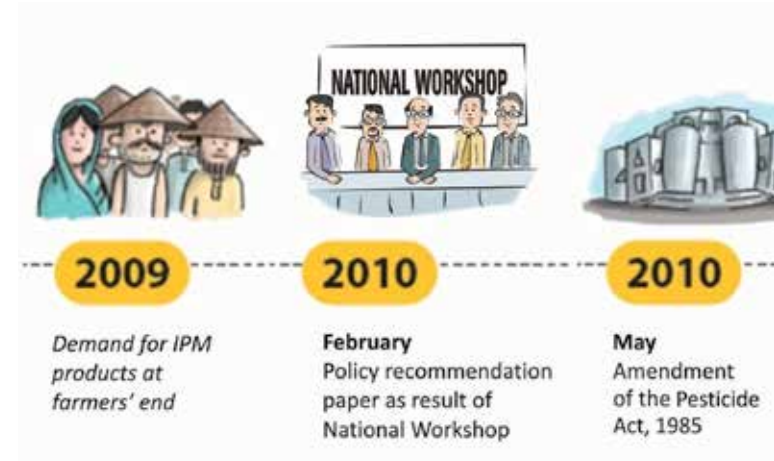 NATIONAL WORKSHOP
2009
Demand for IPM
products at
farmers' end
2010
February
Policy recommendation
paper as result of
National Workshop
2010
May
Amendment
of the Pesticide
Act, 1985